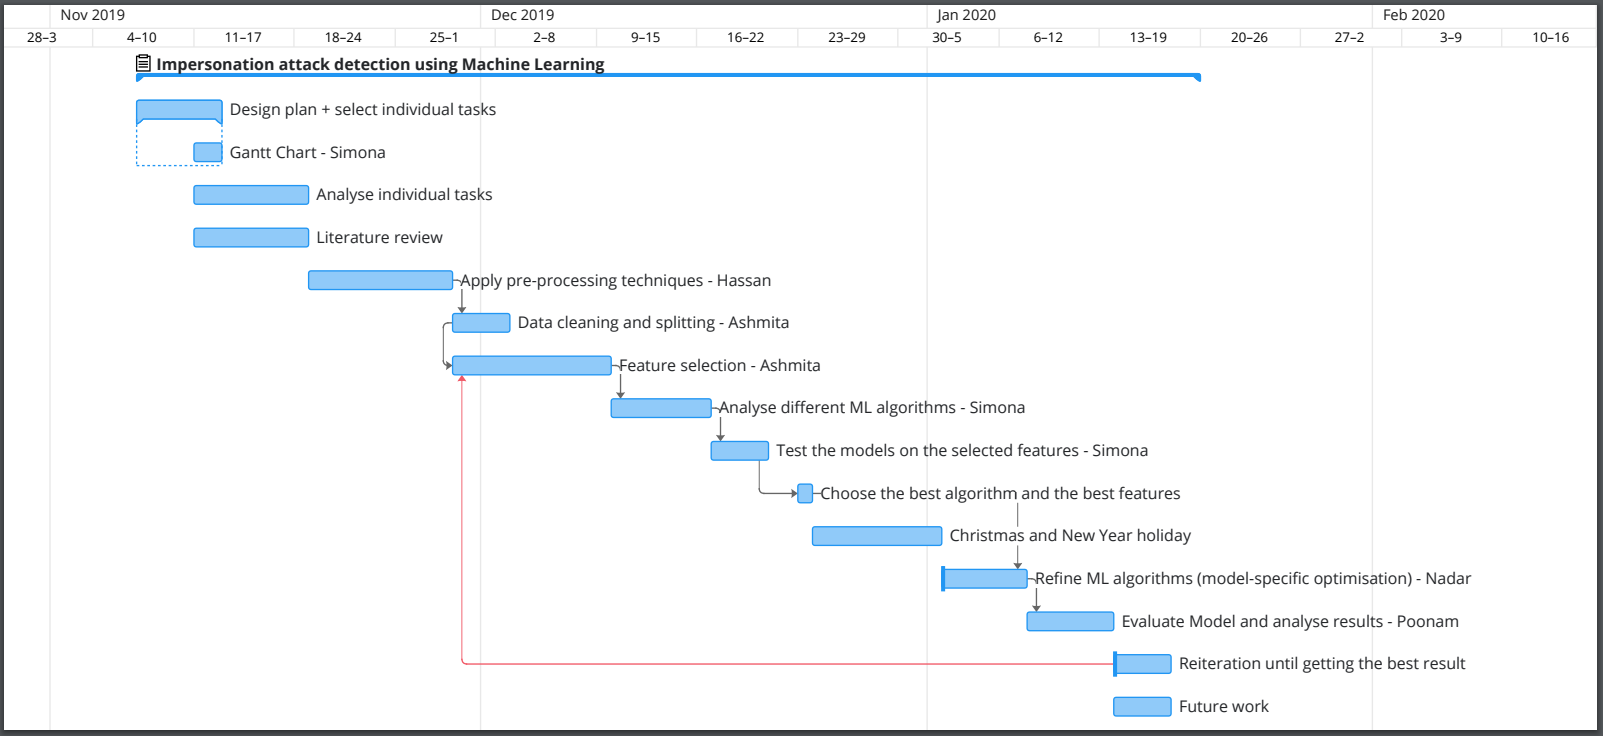 Nov 2019 Dec 2019 Jan 2020 Feb 2020
28–3 4–10 11–17 18–24 25–1 2–8 9–15 16–22 23–29 30–5 6–12 13–19 20–26 27–2 3–9 10–16
Impersonation attack detection using Machine Learning
Design plan + select individual tasks
Gantt Chart - Simona
Analyse individual tasks
Literature review
Apply pre-processing techniques - Hassan
Data cleaning and splitting - Ashmita
Feature selection - Ashmita
Analyse different ML algorithms - Simona
Test the models on the selected features - Simona
Choose the best algorithm and the best features
Christmas and New Year holiday
Refine ML algorithms (model-specific optimisation) - Nadar
Evaluate Model and analyse results - Poonam
Reiteration until getting the best result
Future work